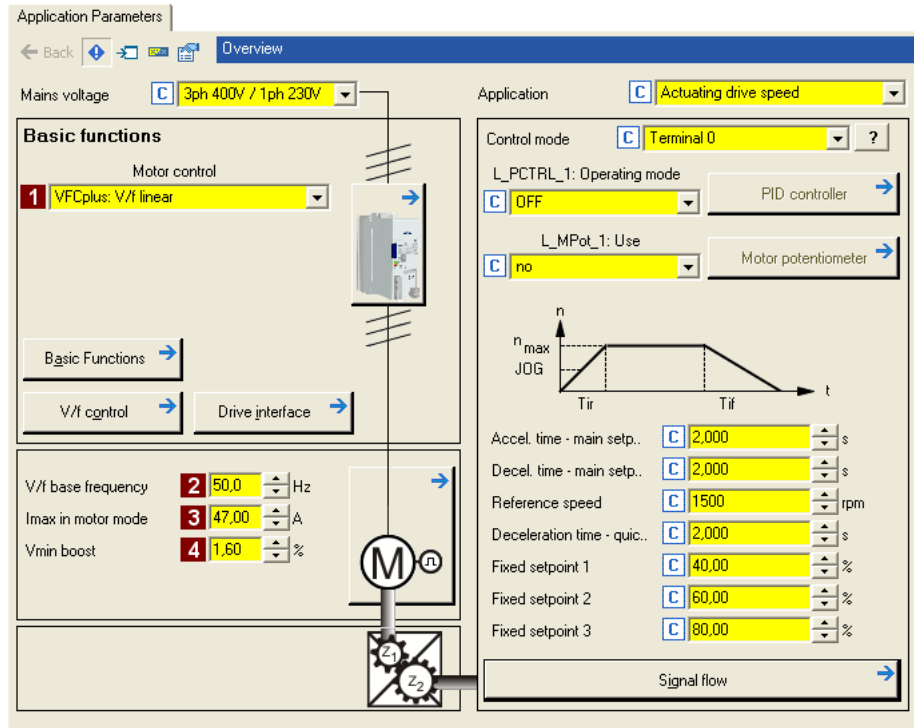 Application Parameters
Back
Overview
Mains voltage C 3ph 400V / 1ph 230V
Application C Actuating drive speed
Basic functions
Motor control
1 VFCplus: V/f linear
Basic Functions
V/f control
Drive interface
V/f base frequency 2 50,0 Hz
Imax in motor mode 3 47,00 A
Vmin boost 4 1,60 %
M
Z1
Z2
Control mode C Terminal 0 ?
L_PCTRL_1: Operating mode
C OFF PID controller
L_MPot_1: Use
C no Motor potentiometer
n
n max
JOG
t
Tir Tif
Accel. time - main setp.. C 2,000 s
Decel. time - main setp.. C 2,000 s
Reference speed C 1500 rpm
Deceleration time - quic.. C 2,000 s
Fixed setpoint 1 C 40,00 %
Fixed setpoint 2 C 60,00 %
Fixed setpoint 3 C 80,00 %
Signal flow